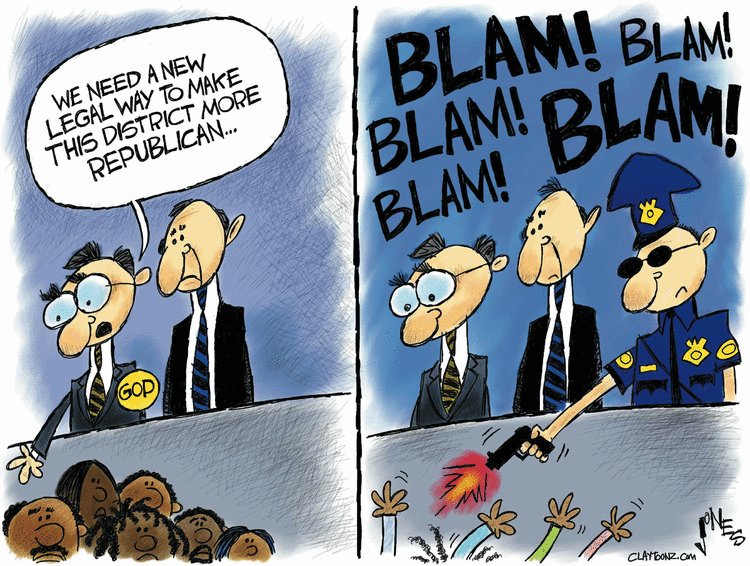 WE NEED A NEW
LEGAL WAY TO MAKE
THIS DISTRICT MORE
REPUBLICAN...
GOP
BLAM! BLAM!
BLAM! BLAM!
BLAM!
JONES
CLAYTOONZ.COM